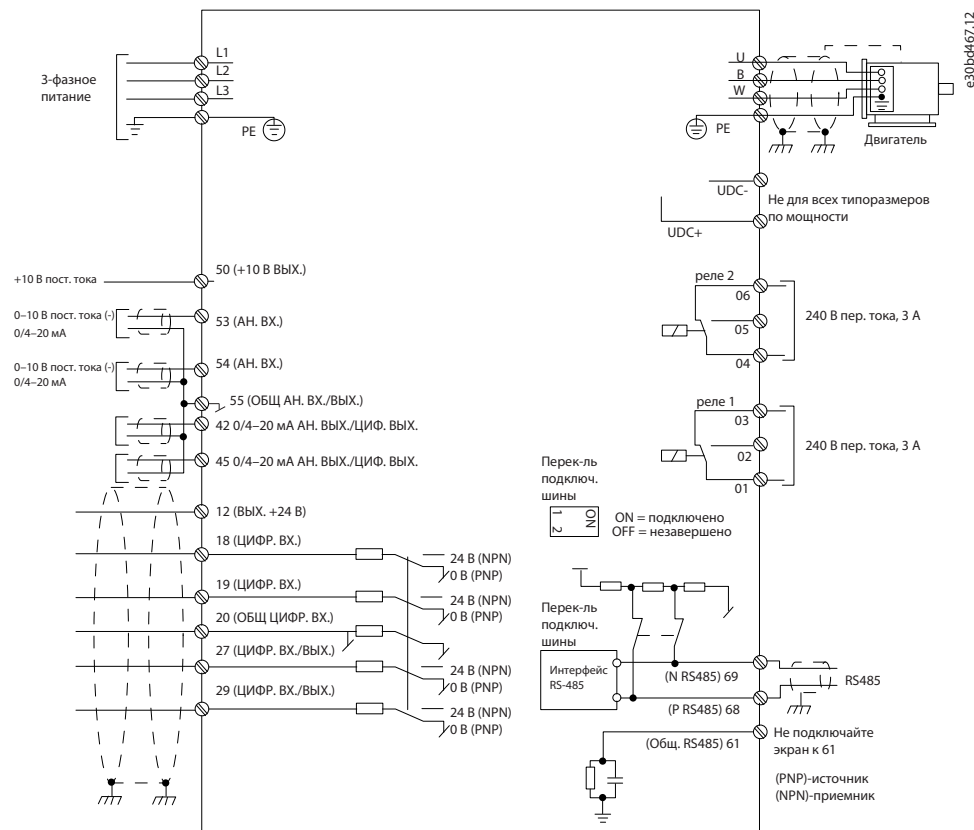 e30bd467.12
3-фазное
питание
L1
L2
L3
PE
U
B
W
PE
Двигатель
UDC-
UDC+
Не для всех типоразмеров
по мощности
+10 В пост. тока
50 (+10 В ВЫХ.)
0–10 В пост. тока (-)
0/4–20 мА
53 (АН. ВХ.)
0–10 В пост. тока (-)
0/4–20 мА
54 (АН. ВХ.)
55 (ОБЩ АН. ВХ./ВЫХ.)
42 0/4–20 мА АН. ВЫХ./ЦИФ. ВЫХ.
45 0/4–20 мА АН. ВЫХ./ЦИФ. ВЫХ.
12 (ВЫХ. +24 В)
18 (ЦИФР. ВХ.)
24 В (NPN)
0 В (PNP)
19 (ЦИФР. ВХ.)
24 В (NPN)
0 В (PNP)
20 (ОБЩ ЦИФР. ВХ.)
27 (ЦИФР. ВХ./ВЫХ.)
24 В (NPN)
0 В (PNP)
29 (ЦИФР. ВХ./ВЫХ.)
24 В (NPN)
0 В (PNP)
реле 2
06
05
04
240 В пер. тока, 3 А
реле 1
03
02
01
240 В пер. тока, 3 А
Перек-ль
подключ.
шины
1 2
ON
ON = подключено
OFF = незавершено
Перек-ль
подключ.
шины
Интерфейс
RS-485
(N RS485) 69
RS485
(P RS485) 68
(Общ. RS485) 61
Не подключайте
экран к 61
(PNP)-источник
(NPN)-приемник